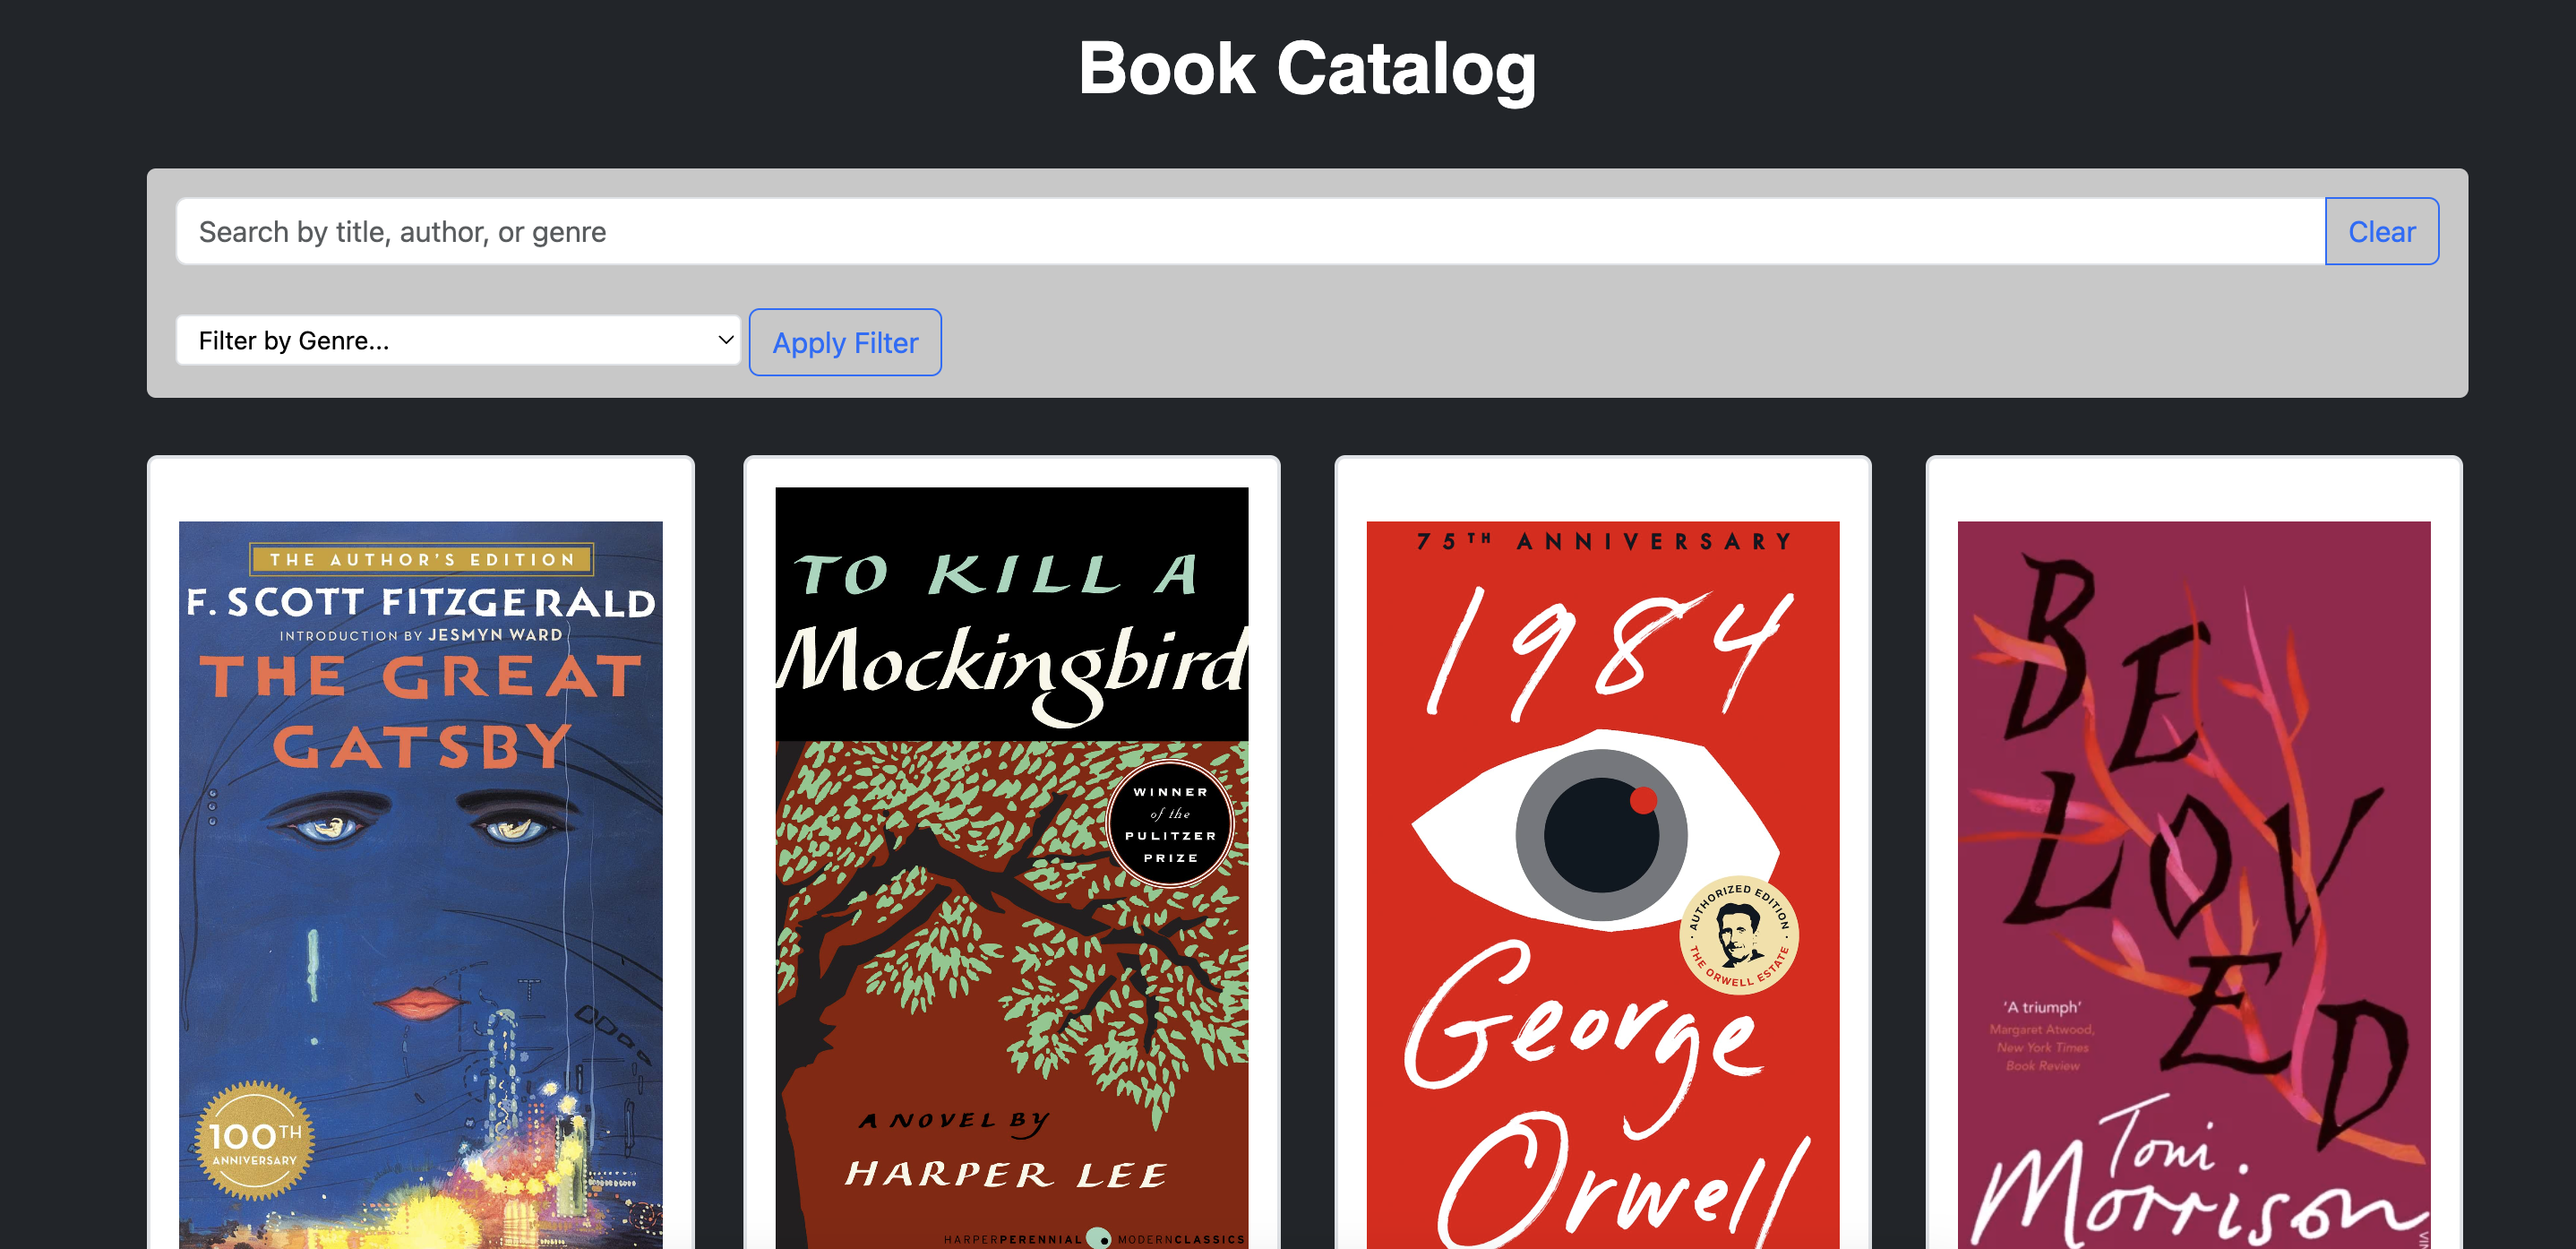 Book Catalog
Search by title, author, or genre
Clear
Filter by Genre...
Apply Filter
THE AUTHOR'S EDITION
F. SCOTT FITZGERALD
INTRODUCTION BY JESMYN WARD
THE GREAT
GATSBY
100TH
ANNIVERSARY
TO KILL A
Mockingbird
WINNER
of the
PULITZER
PRIZE
A NOVEL BY
HARPER LEE
HARPERPERENNIAL MODERNCLASSICS
75TH ANNIVERSARY
1984
· AUTHORIZED EDITION ·
THE ORWELL ESTATE
George
Orwell
BE
LOV
ED
'A triumph'
Margaret Atwood,
New York Times
Book Review
Toni
Morrison